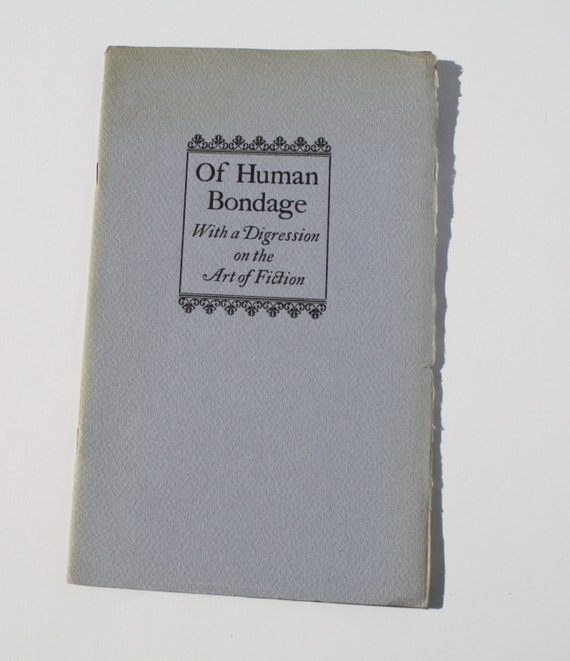 Of Human
Bondage
With a Digression
on the
Art of Fiction